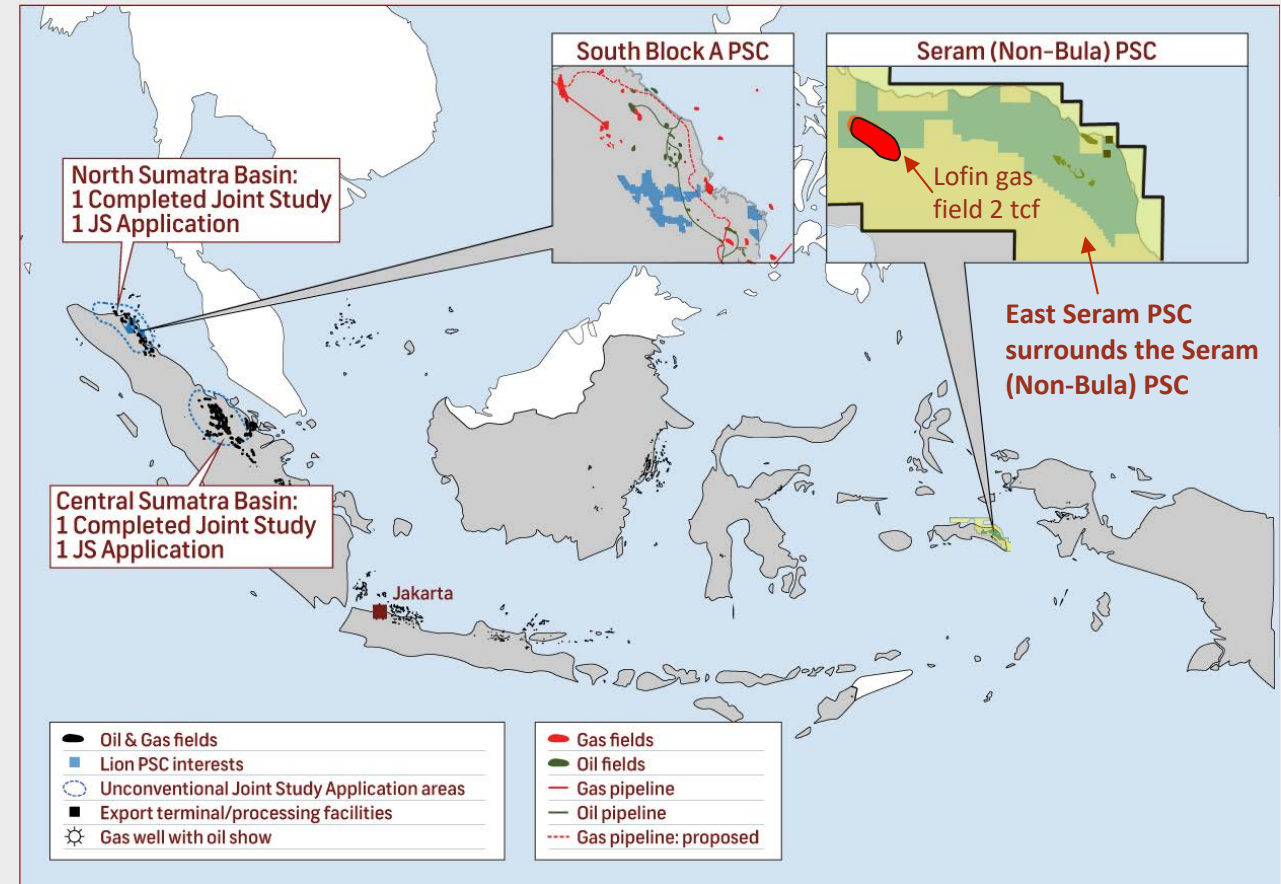 South Block A PSC
Seram (Non-Bula) PSC
Lofin gas
field 2 tcf
North Sumatra Basin:
1 Completed Joint Study
1 JS Application
East Seram PSC
surrounds the Seram
(Non-Bula) PSC
Central Sumatra Basin:
1 Completed Joint Study
1 JS Application
Jakarta
Oil & Gas fields
Lion PSC interests
Unconventional Joint Study Application areas
Export terminal/processing facilities
Gas well with oil show
Gas fields
Oil fields
Gas pipeline
Oil pipeline
Gas pipeline: proposed